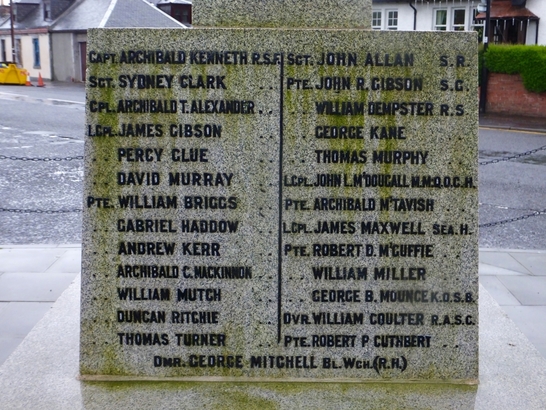 CAPT. ARCHIBALD KENNETH R.S.F.
SGT. SYDNEY CLARK . .
CPL. ARCHIBALD T. ALEXANDER . .
L.CPL. JAMES GIBSON . .
. . PERCY CLUE . .
. . DAVID MURRAY . .
PTE. WILLIAM BRIGGS . .
. . GABRIEL HADDOW . .
. . ANDREW KERR . .
. . ARCHIBALD C. MACKINNON . .
. . WILLIAM MUTCH . .
. . DUNCAN RITCHIE . .
. . THOMAS TURNER . .
SGT. JOHN ALLAN S.R.
PTE. JOHN R. GIBSON S.G.
. . WILLIAM DEMPSTER R.S
. . GEORGE KANE . .
. . THOMAS MURPHY . .
L.CPL. JOHN L. McDOUGALL M.M. Q.O.C.H.
PTE. ARCHIBALD McTAVISH . .
L.CPL. JAMES MAXWELL SEA. H.
PTE. ROBERT D. McGUFFIE . .
. . WILLIAM MILLER . .
. . GEORGE B. MOUNCE K.O.S.B.
DVR. WILLIAM COULTER R.A.S.C.
PTE. ROBERT P. CUTHBERT . .
DMR. GEORGE MITCHELL BL. WCH. (R.H.)